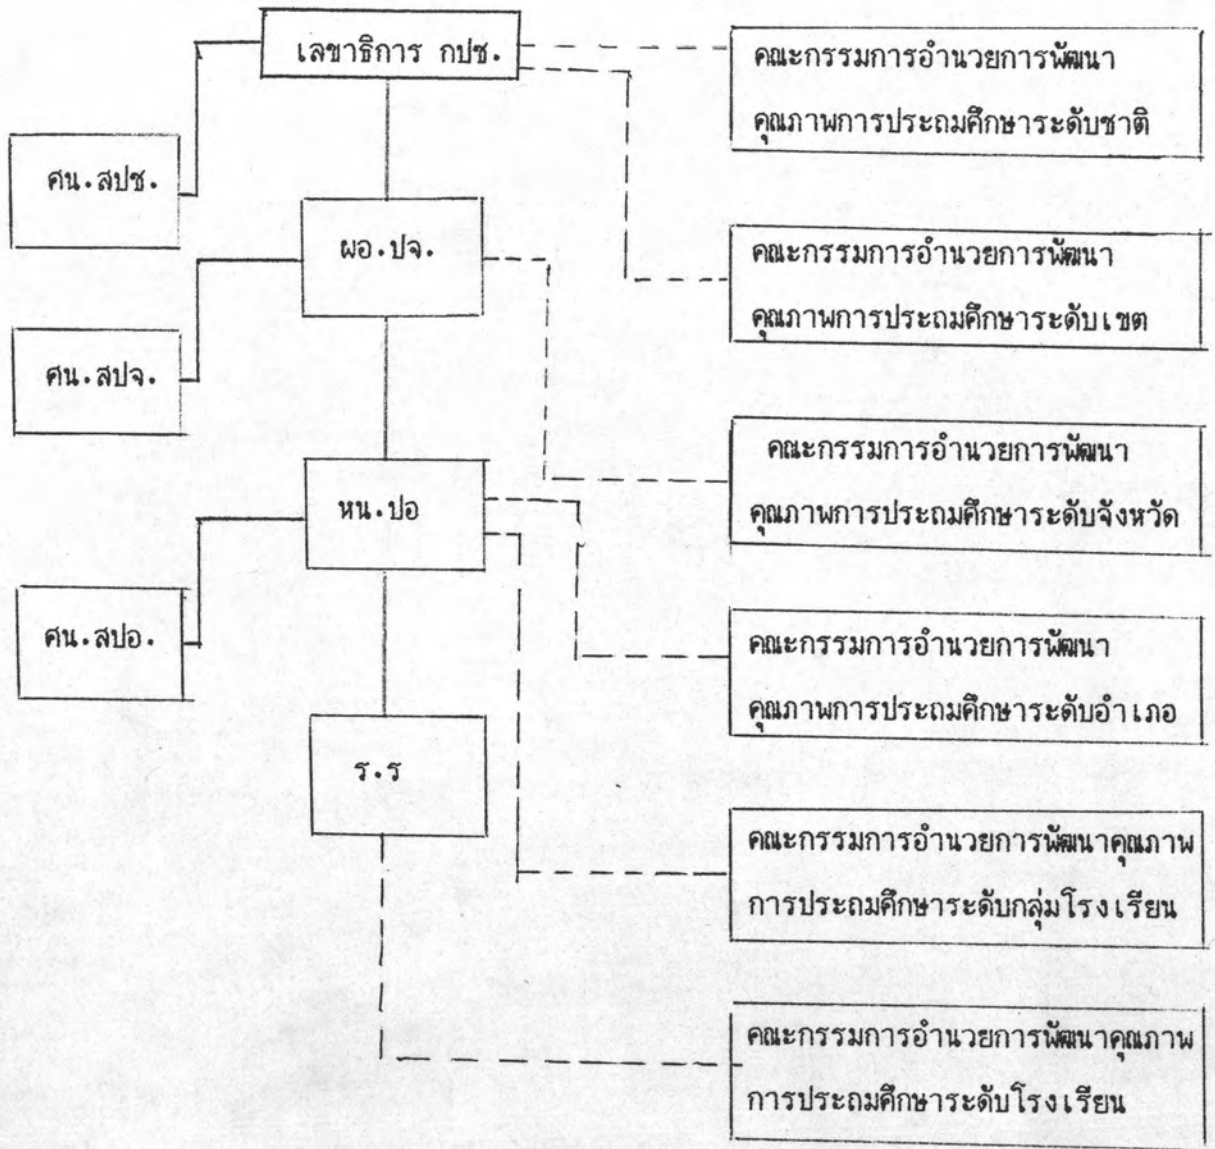 เลขาธิการ กปช.
คณะกรรมการอำนวยการพัฒนา
คุณภาพการประถมศึกษาระดับชาติ
ศน.สปช.
ผอ.ปจ.
คณะกรรมการอำนวยการพัฒนา
คุณภาพการประถมศึกษาระดับเขต
ศน.สปจ.
คณะกรรมการอำนวยการพัฒนา
คุณภาพการประถมศึกษาระดับจังหวัด
หน.ปอ
ศน.สปอ.
คณะกรรมการอำนวยการพัฒนา
คุณภาพการประถมศึกษาระดับอำเภอ
ร.ร
คณะกรรมการอำนวยการพัฒนาคุณภาพ
การประถมศึกษาระดับกลุ่มโรงเรียน
คณะกรรมการอำนวยการพัฒนาคุณภาพ
การประถมศึกษาระดับโรงเรียน